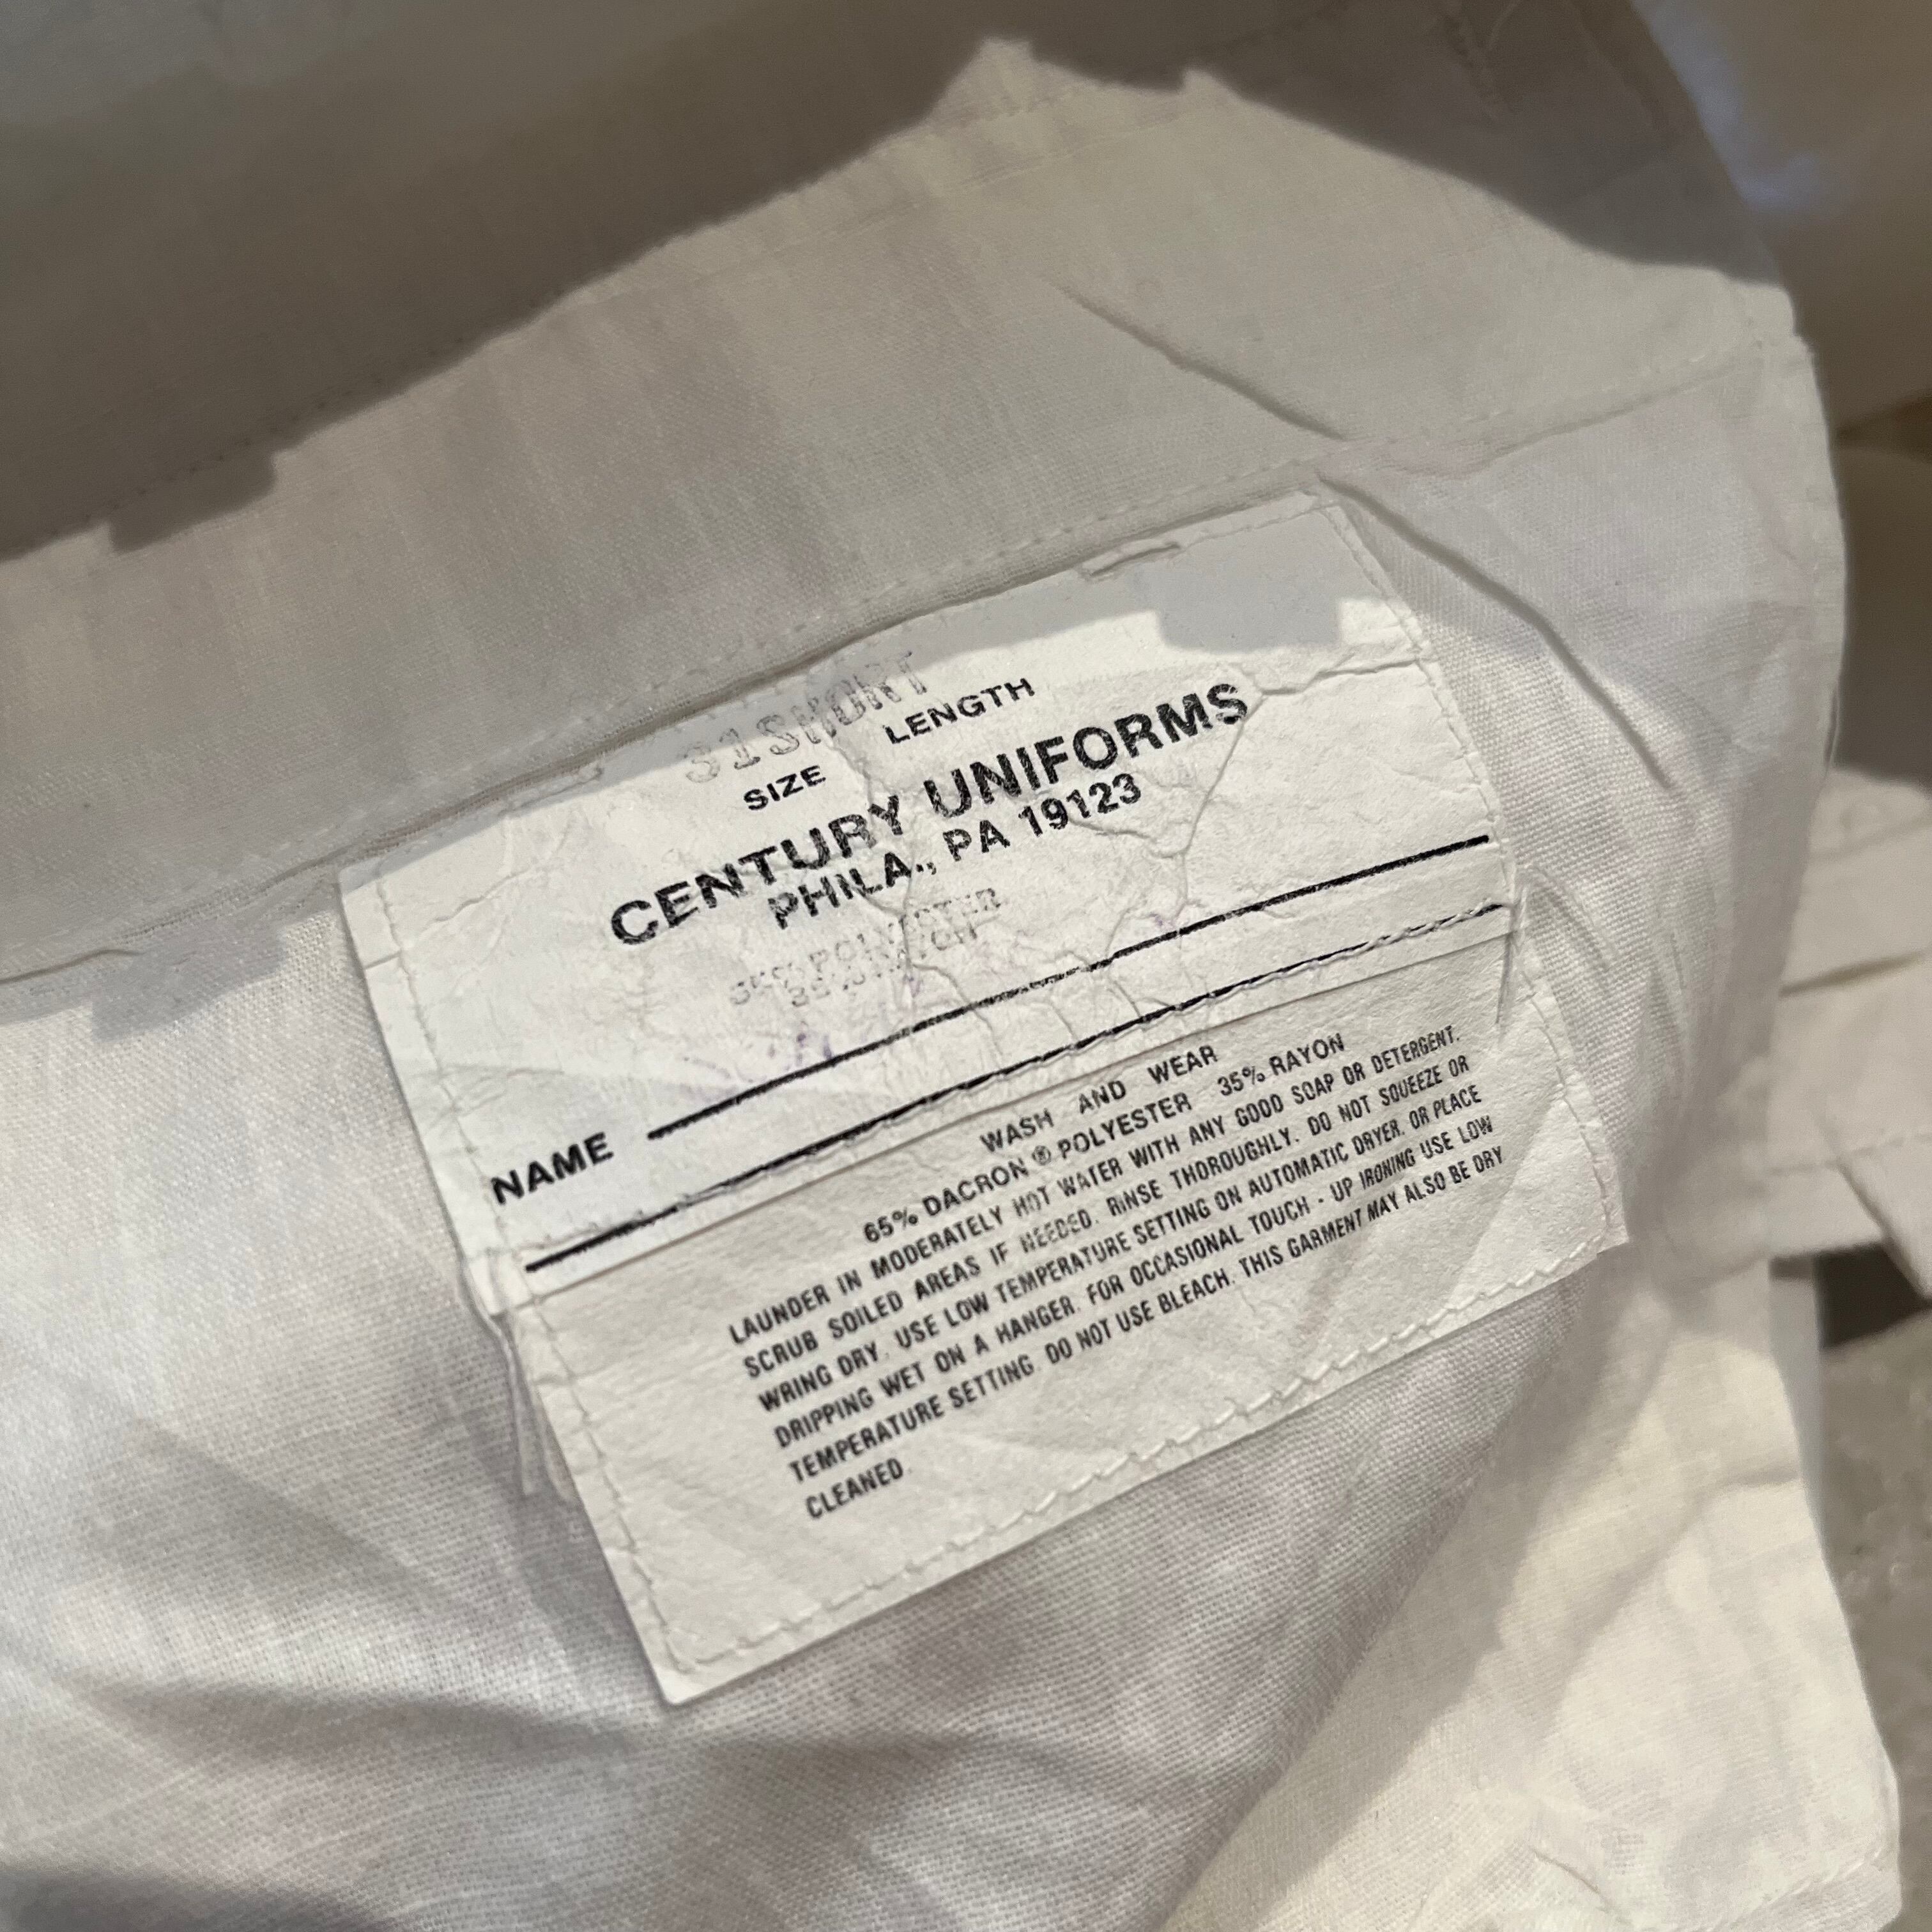 31 SHORT
SIZE LENGTH
CENTURY UNIFORMS
PHILA., PA 19123
NAME
WASH AND WEAR
65% DACRON ® POLYESTER 35% RAYON
LAUNDER IN MODERATELY HOT WATER WITH ANY GOOD SOAP OR DETERGENT.
SCRUB SOILED AREAS IF NEEDED. RINSE THOROUGHLY. DO NOT SQUEEZE OR
WRING DRY. USE LOW TEMPERATURE SETTING ON AUTOMATIC DRYER, OR PLACE
DRIPPING WET ON A HANGER. FOR OCCASIONAL TOUCH - UP IRONING USE LOW
TEMPERATURE SETTING. DO NOT USE BLEACH. THIS GARMENT MAY ALSO BE DRY
CLEANED.